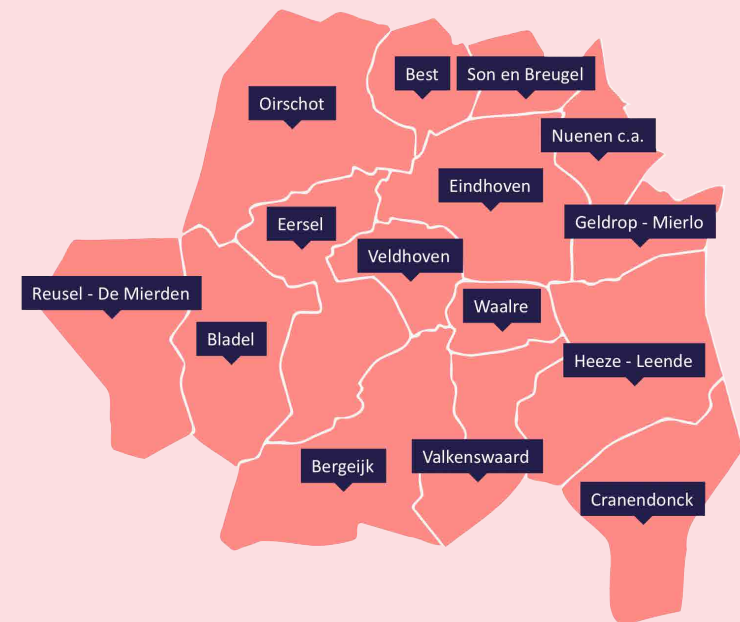 Best
Son en Breugel
Oirschot
Nuenen c.a.
Eindhoven
Eersel
Geldrop - Mierlo
Veldhoven
Reusel - De Mierden
Waalre
Bladel
Heeze - Leende
Valkenswaard
Bergeijk
Cranendonck